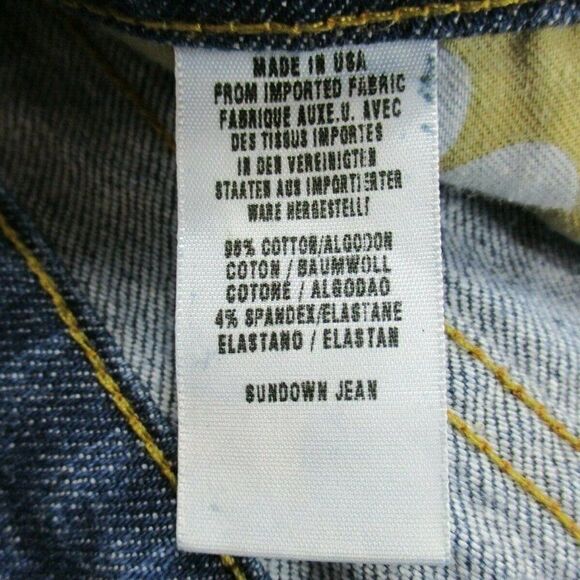 MADE IN USA
FROM IMPORTED FABRIC
FABRIQUE AUXE.U. AVEC
DES TISSUS IMPORTES
IN DEN VEREINIGTEN
STAATEN AUS IMPORTIERTER
WARE HERGESTELLT
96% COTTON/ALGODON
COTON / BAUMWOLL
COTONE / ALGODAO
4% SPANDEX/ELASTANE
ELASTANO / ELASTAN
SUNDOWN JEAN